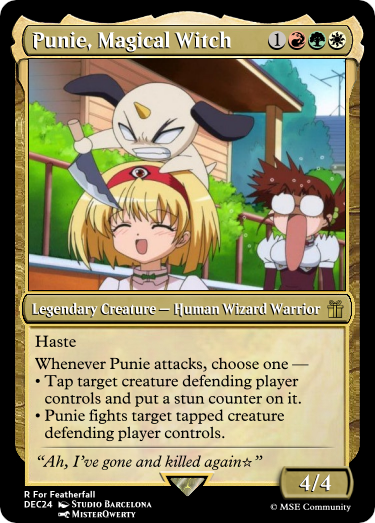 Punie, Magical Witch 1
Legendary Creature — Human Wizard Warrior
Haste
Whenever Punie attacks, choose one —
• Tap target creature defending player
controls and put a stun counter on it.
• Punie fights target tapped creature
defending player controls.
“Ah, I’ve gone and killed again☆”
4/4
R For Featherfall
DEC24 Studio Barcelona
MisterQwerty
© MSE Community